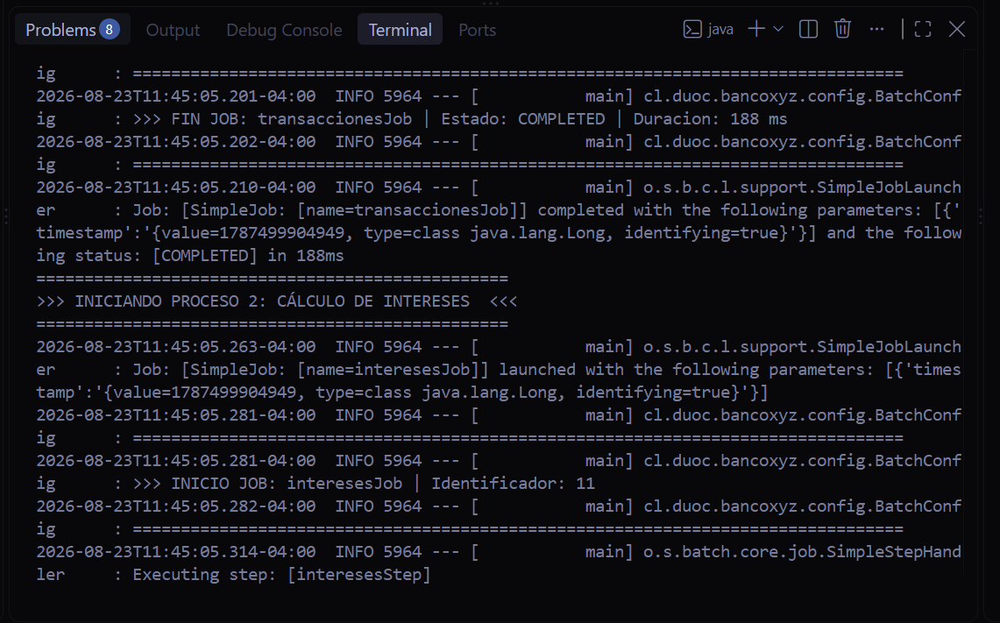 Problems 8 Output Debug Console Terminal Ports java
ig      : ================================================================================
2026-08-23T11:45:05.201-04:00  INFO 5964 --- [           main] cl.duoc.bancoxyz.config.BatchConf
ig      : >>> FIN JOB: transaccionesJob | Estado: COMPLETED | Duracion: 188 ms
2026-08-23T11:45:05.202-04:00  INFO 5964 --- [           main] cl.duoc.bancoxyz.config.BatchConf
ig      : ================================================================================
2026-08-23T11:45:05.210-04:00  INFO 5964 --- [           main] o.s.b.c.l.support.SimpleJobLaunch
er      : Job: [SimpleJob: [name=transaccionesJob]] completed with the following parameters: [{'
timestamp':'{value=1787499904949, type=class java.lang.Long, identifying=true}'}] and the follow
ing status: [COMPLETED] in 188ms
=================================================
>>> INICIANDO PROCESO 2: CÁLCULO DE INTERESES  <<<
=================================================
2026-08-23T11:45:05.263-04:00  INFO 5964 --- [           main] o.s.b.c.l.support.SimpleJobLaunch
er      : Job: [SimpleJob: [name=interesesJob]] launched with the following parameters: [{'times
tamp':'{value=1787499904949, type=class java.lang.Long, identifying=true}'}]
2026-08-23T11:45:05.281-04:00  INFO 5964 --- [           main] cl.duoc.bancoxyz.config.BatchConf
ig      : ================================================================================
2026-08-23T11:45:05.281-04:00  INFO 5964 --- [           main] cl.duoc.bancoxyz.config.BatchConf
ig      : >>> INICIO JOB: interesesJob | Identificador: 11
2026-08-23T11:45:05.282-04:00  INFO 5964 --- [           main] cl.duoc.bancoxyz.config.BatchConf
ig      : ================================================================================
2026-08-23T11:45:05.314-04:00  INFO 5964 --- [           main] o.s.batch.core.job.SimpleStepHand
ler     : Executing step: [interesesStep]